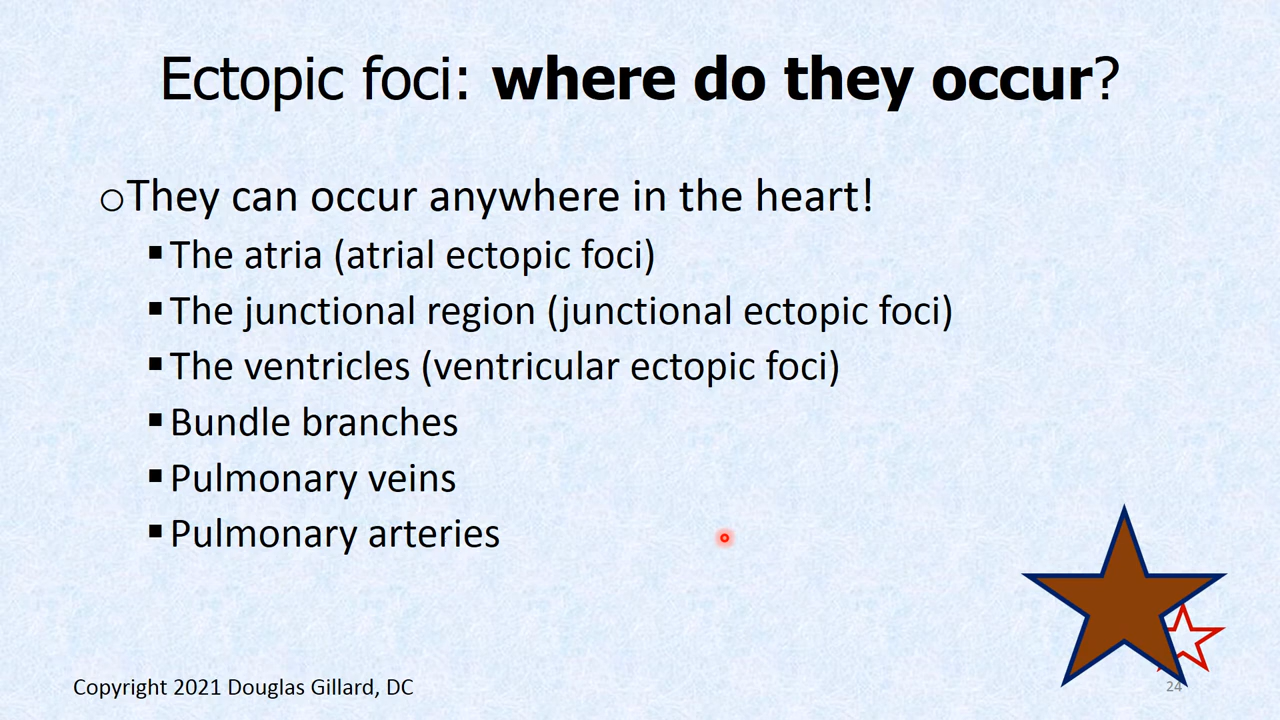 Ectopic foci: where do they occur?
They can occur anywhere in the heart!
The atria (atrial ectopic foci)
The junctional region (junctional ectopic foci)
The ventricles (ventricular ectopic foci)
Bundle branches
Pulmonary veins
Pulmonary arteries
Copyright 2021 Douglas Gillard, DC
24